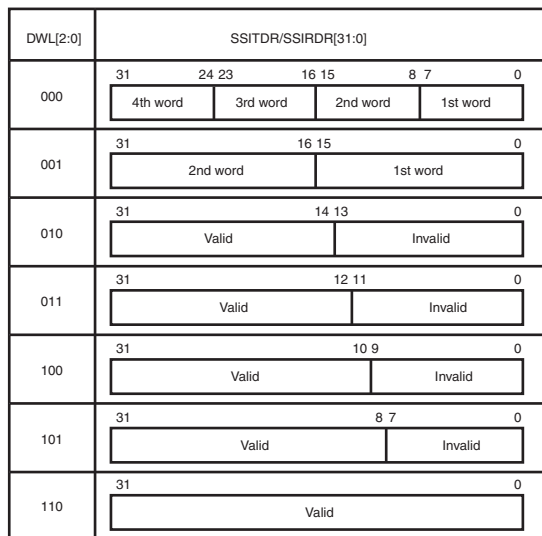 DWL[2:0] SSITDR/SSIRDR[31:0]
31 24 23 16 15 8 7 0
000 4th word 3rd word 2nd word 1st word
31 16 15 0
001 2nd word 1st word
31 14 13 0
010 Valid Invalid
31 12 11 0
011 Valid Invalid
31 10 9 0
100 Valid Invalid
31 8 7 0
101 Valid Invalid
31 0
110 Valid